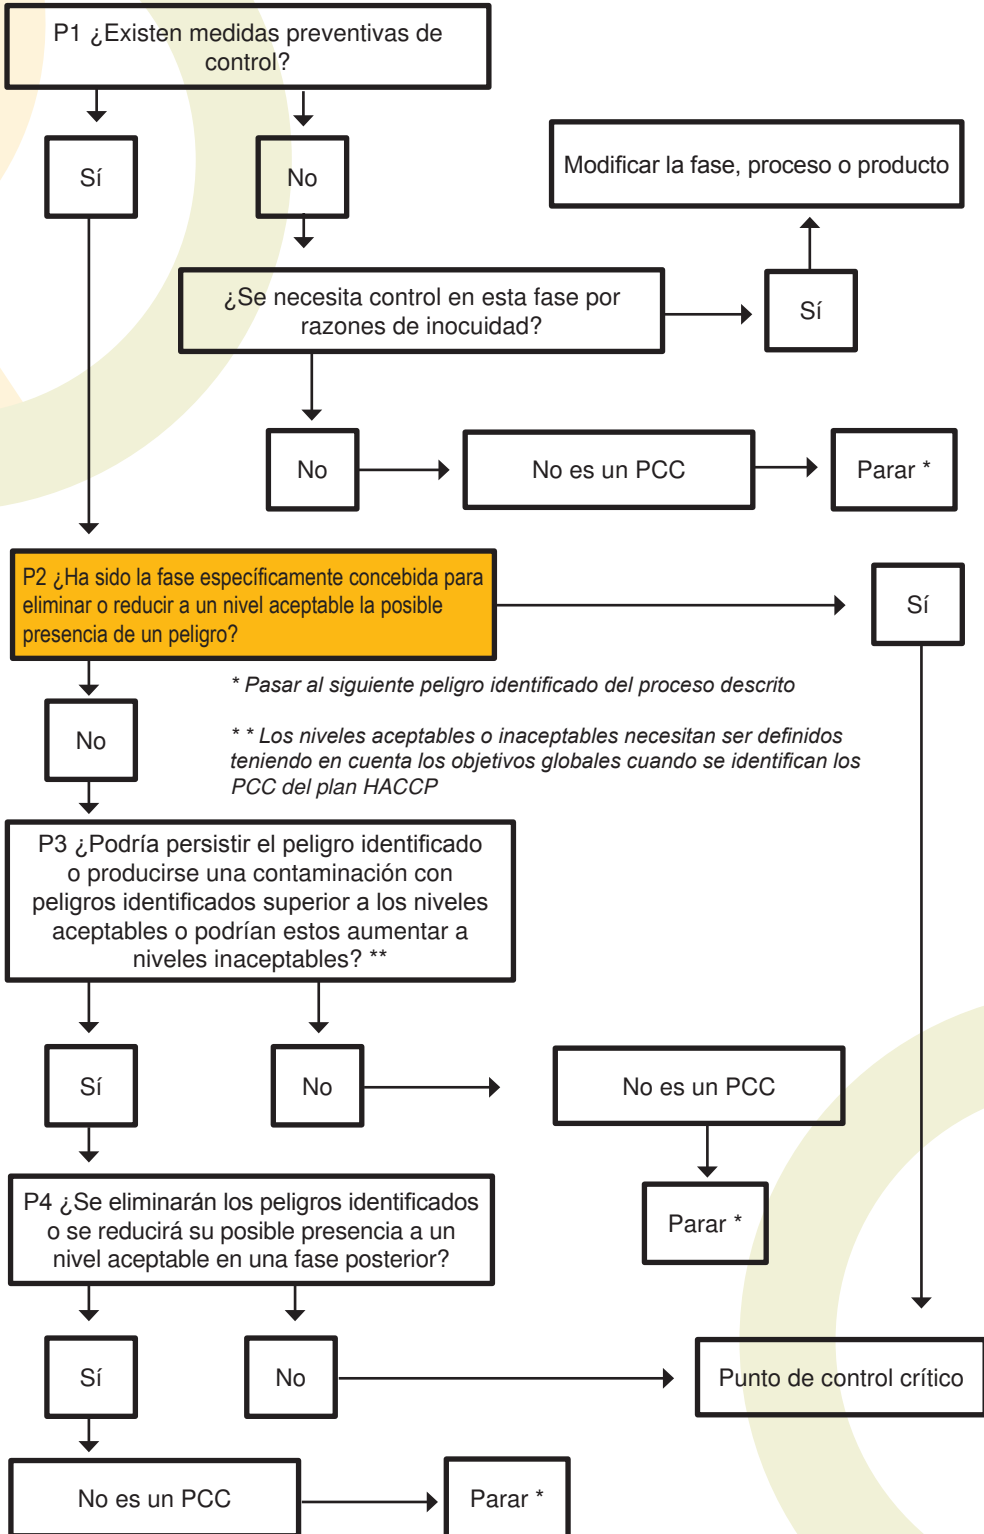 P1 ¿Existen medidas preventivas de
control?
Sí
No
Modificar la fase, proceso o producto
¿Se necesita control en esta fase por
razones de inocuidad?
Sí
No
No es un PCC
Parar *
P2 ¿Ha sido la fase específicamente concebida para
eliminar o reducir a un nivel aceptable la posible
presencia de un peligro?
Sí
* Pasar al siguiente peligro identificado del proceso descrito
No
* * Los niveles aceptables o inaceptables necesitan ser definidos
teniendo en cuenta los objetivos globales cuando se identifican los
PCC del plan HACCP
P3 ¿Podría persistir el peligro identificado
o producirse una contaminación con
peligros identificados superior a los niveles
aceptables o podrían estos aumentar a
niveles inaceptables? **
Sí
No
No es un PCC
P4 ¿Se eliminarán los peligros identificados
o se reducirá su posible presencia a un
nivel aceptable en una fase posterior?
Parar *
Sí
No
Punto de control crítico
No es un PCC
Parar *